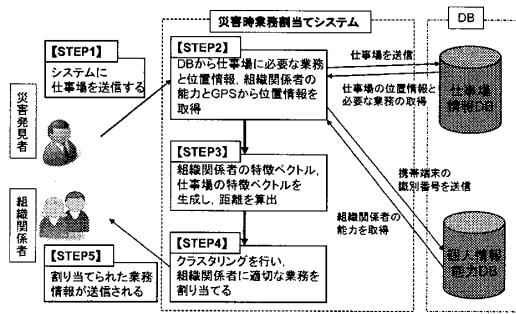 災害時業務割当てシステム
DB
【STEP1】
システムに
仕事場を送信する
災害発見者
【STEP2】
DBから仕事場に必要な業務
と位置情報, 組織関係者の
能力とGPSから位置情報を
取得
仕事場を送信
仕事場の位置情報と
必要な業務の取得
仕事場
情報DB
【STEP3】
組織関係者の特徴ベクトル,
仕事場の特徴ベクトルを
生成し, 距離を算出
携帯端末の
識別番号を送信
組織関係者の
能力を取得
組織関係者
【STEP4】
クラスタリングを行い,
組織関係者に適切な業務を
割り当てる
個人情報
能力DB
【STEP5】
割り当てられた業務
情報が送信される